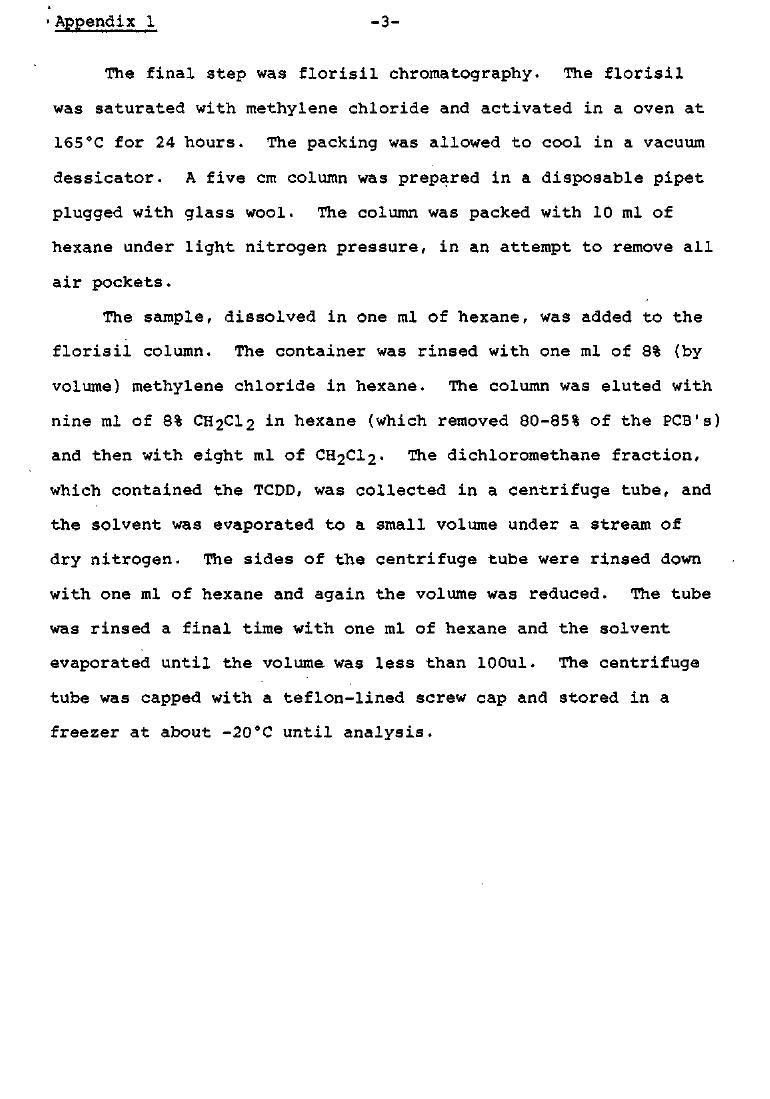 Appendix 1 -3-
The final step was florisil chromatography. The florisil
was saturated with methylene chloride and activated in a oven at
165°C for 24 hours. The packing was allowed to cool in a vacuum
dessicator. A five cm column was prepared in a disposable pipet
plugged with glass wool. The column was packed with 10 ml of
hexane under light nitrogen pressure, in an attempt to remove all
air pockets.
The sample, dissolved in one ml of hexane, was added to the
florisil column. The container was rinsed with one ml of 8% (by
volume) methylene chloride in hexane. The column was eluted with
nine ml of 8% CH2Cl2 in hexane (which removed 80-85% of the PCB's)
and then with eight ml of CH2Cl2. The dichloromethane fraction,
which contained the TCDD, was collected in a centrifuge tube, and
the solvent was evaporated to a small volume under a stream of
dry nitrogen. The sides of the centrifuge tube were rinsed down
with one ml of hexane and again the volume was reduced. The tube
was rinsed a final time with one ml of hexane and the solvent
evaporated until the volume was less than 100ul. The centrifuge
tube was capped with a teflon-lined screw cap and stored in a
freezer at about -20°C until analysis.